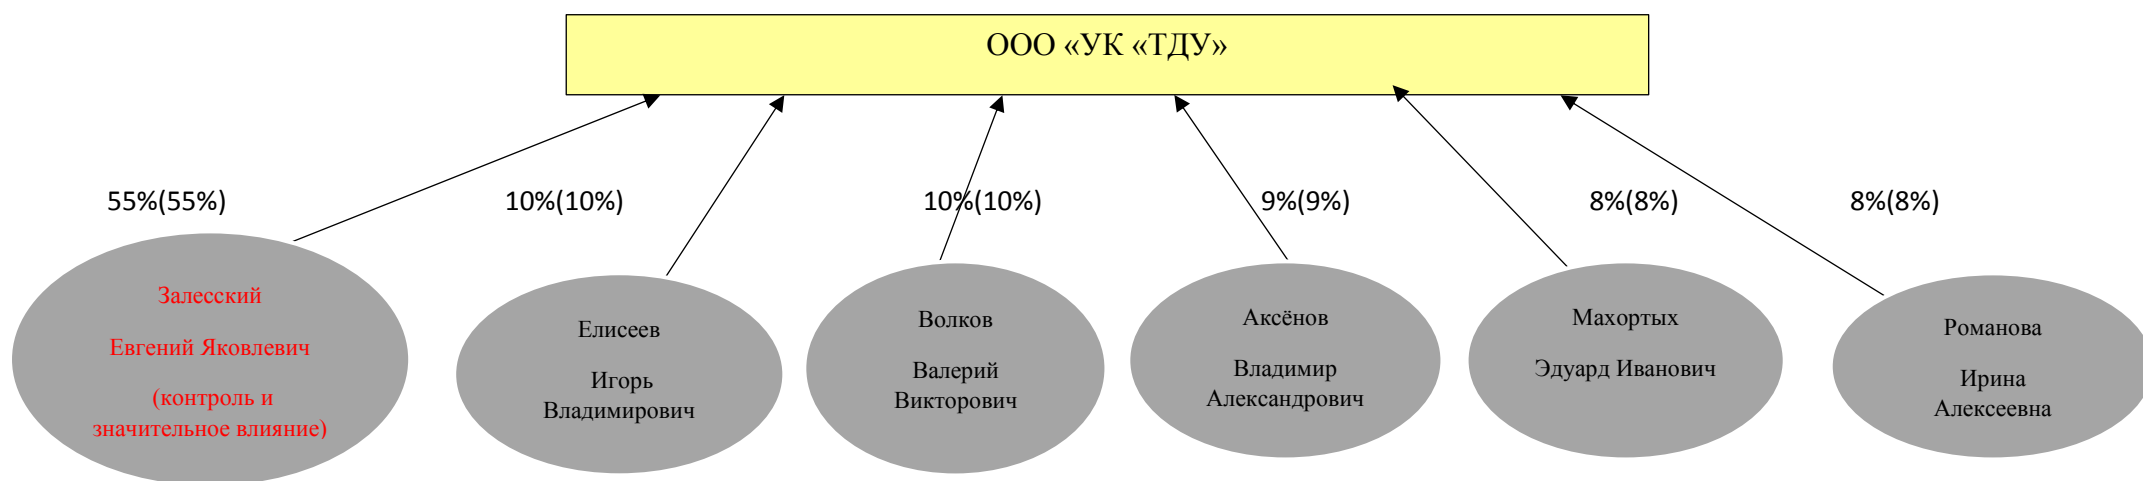 ООО «УК «ТДУ»
55%(55%)
10%(10%)
10%(10%)
9%(9%)
8%(8%)
8%(8%)
Залесский
Евгений Яковлевич
(контроль и
значительное влияние)
Елисеев
Игорь
Владимирович
Волков
Валерий
Викторович
Аксёнов
Владимир
Александрович
Махортых
Эдуард Иванович
Романова
Ирина
Алексеевна